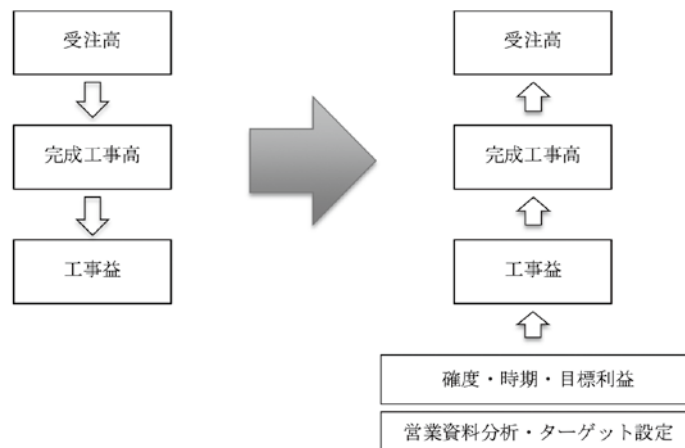 受注高
完成工事高
工事益
受注高
完成工事高
工事益
確度・時期・目標利益
営業資料分析・ターゲット設定